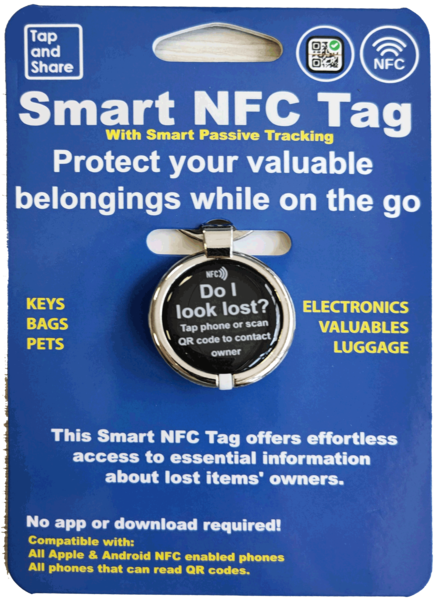 Tap
and
Share
NFC
Smart NFC Tag
With Smart Passive Tracking
Protect your valuable
belongings while on the go
NFC
Do I
look lost?
Tap phone or scan
QR code to contact
owner
KEYS
BAGS
PETS
ELECTRONICS
VALUABLES
LUGGAGE
This Smart NFC Tag offers effortless
access to essential information
about lost items' owners.
No app or download required!
Compatible with:
All Apple & Android NFC enabled phones
All phones that can read QR codes.